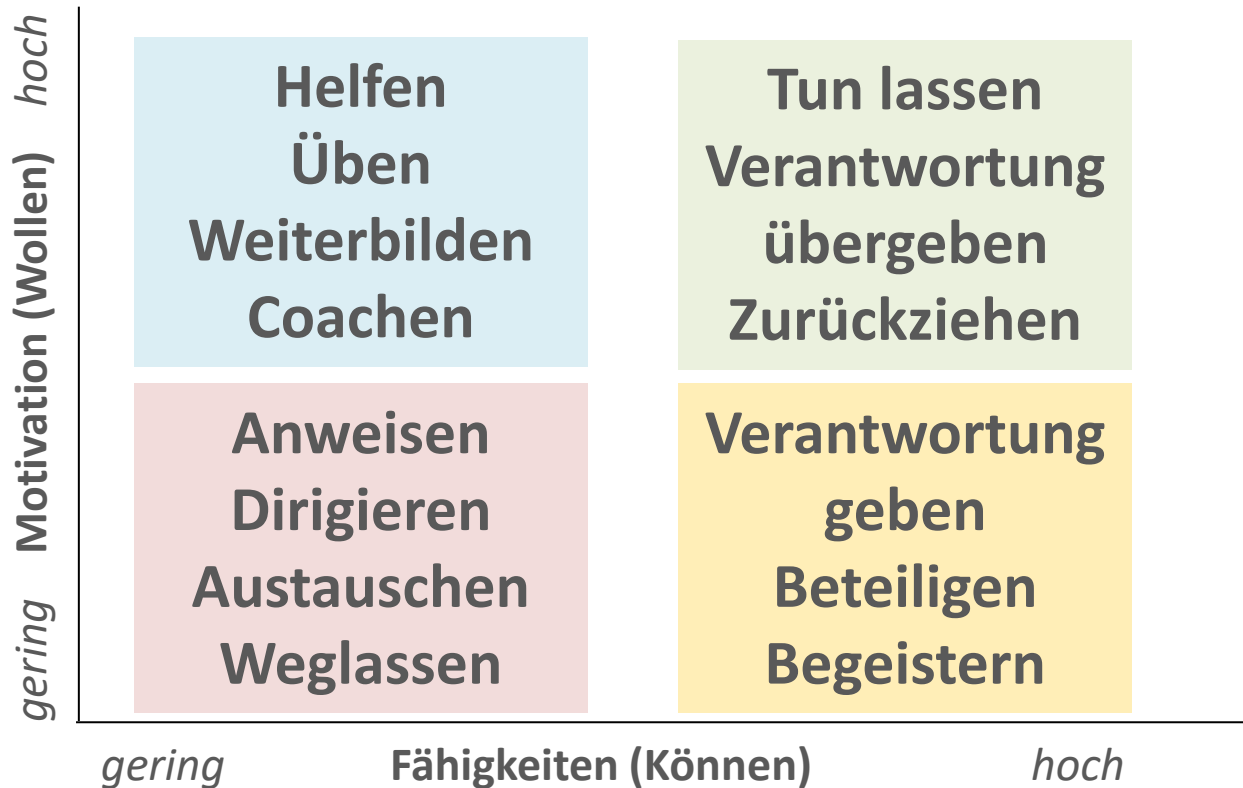 hoch
Motivation (Wollen)
gering
Helfen
Üben
Weiterbilden
Coachen
Tun lassen
Verantwortung
übergeben
Zurückziehen
Anweisen
Dirigieren
Austauschen
Weglassen
Verantwortung
geben
Beteiligen
Begeistern
gering
Fähigkeiten (Können)
hoch